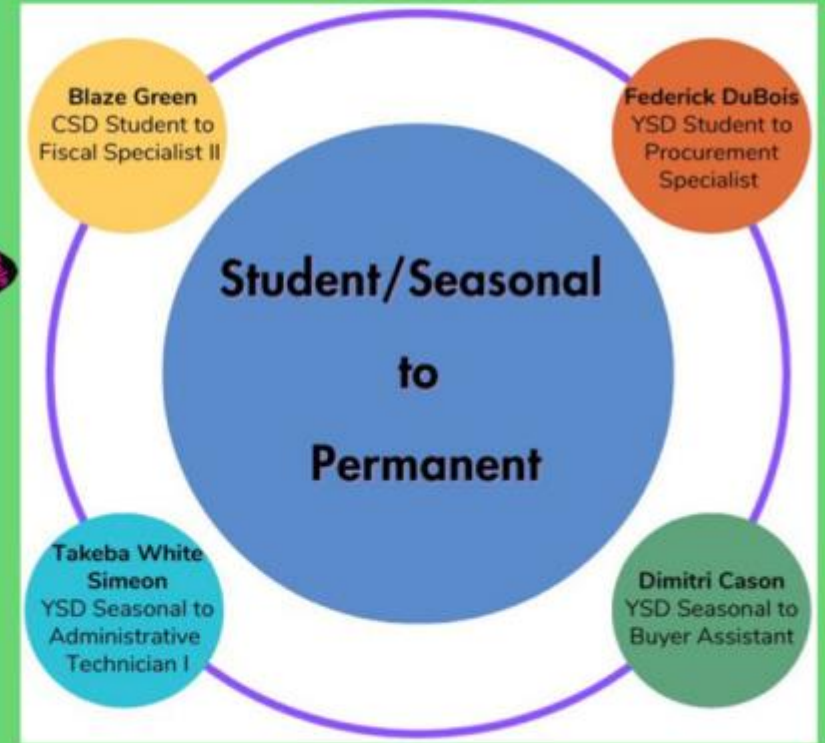 Blaze Green
CSD Student to
Fiscal Specialist II
Federick DuBois
YSD Student to
Procurement
Specialist
Student/Seasonal
to
Permanent
Takeba White
Simeon
YSD Seasonal to
Administrative
Technician I
Dimitri Cason
YSD Seasonal to
Buyer Assistant